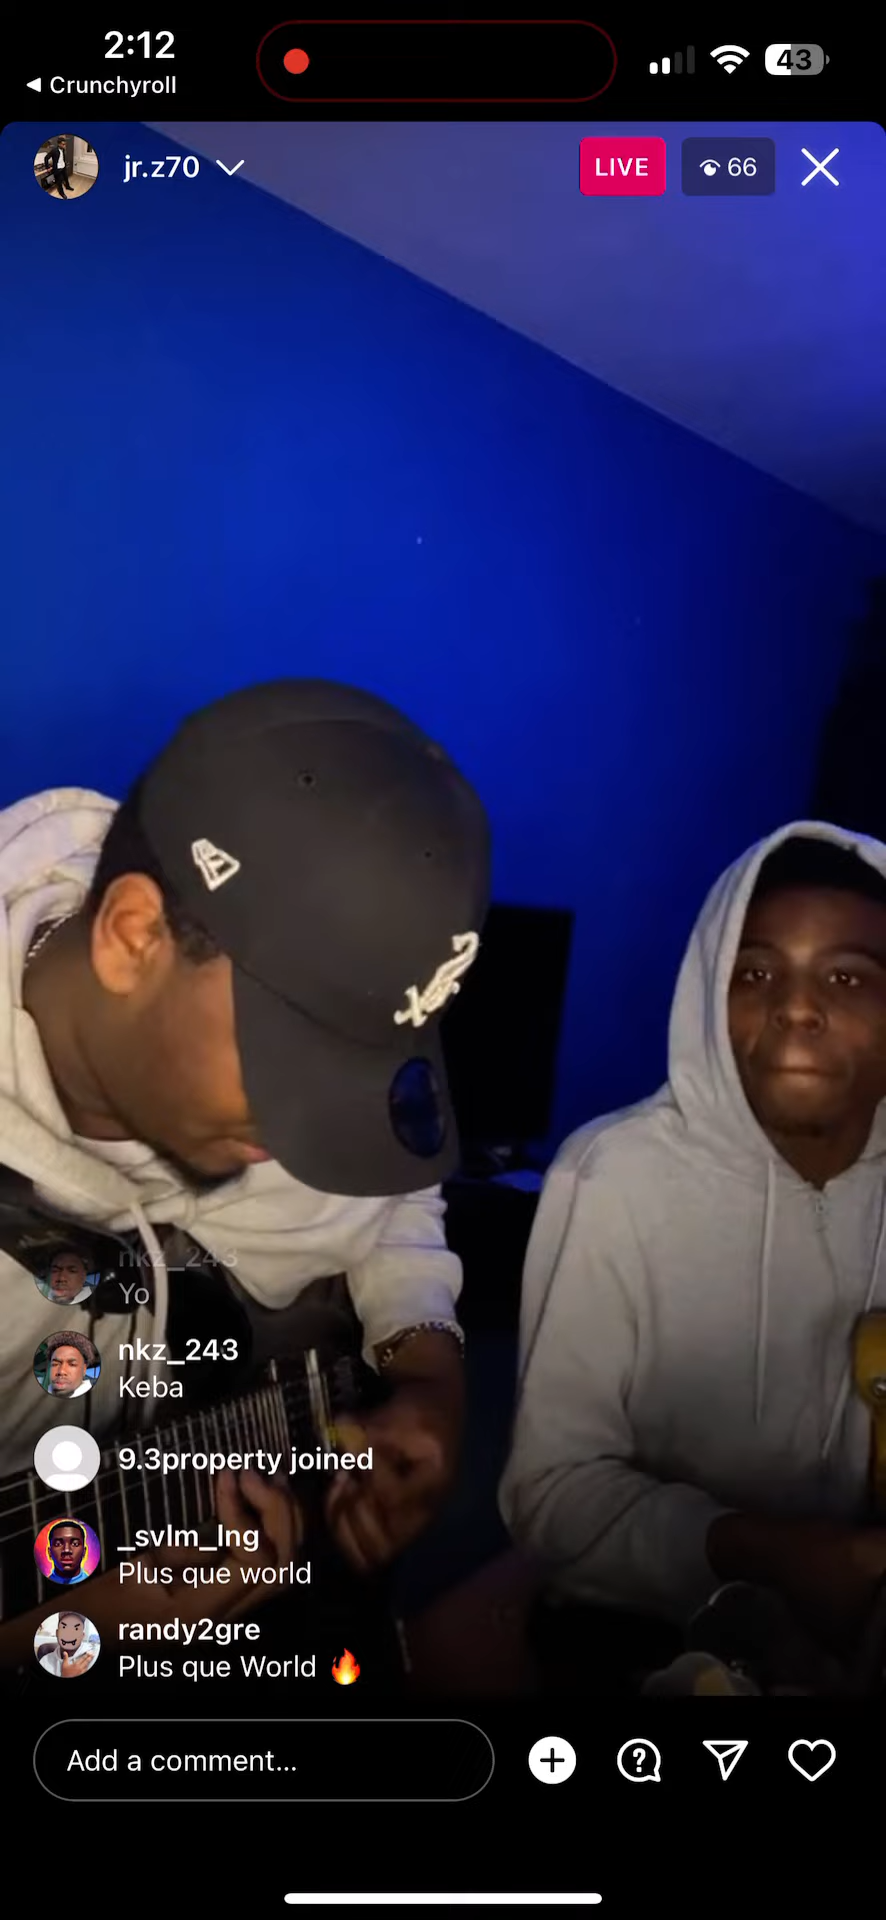 2:12
43
Crunchyroll
jr.z70
LIVE
66
nkz_243
Yo
nkz_243
Keba
9.3property joined
_svlm_lng
Plus que world
randy2gre
Plus que World 🔥
Add a comment...